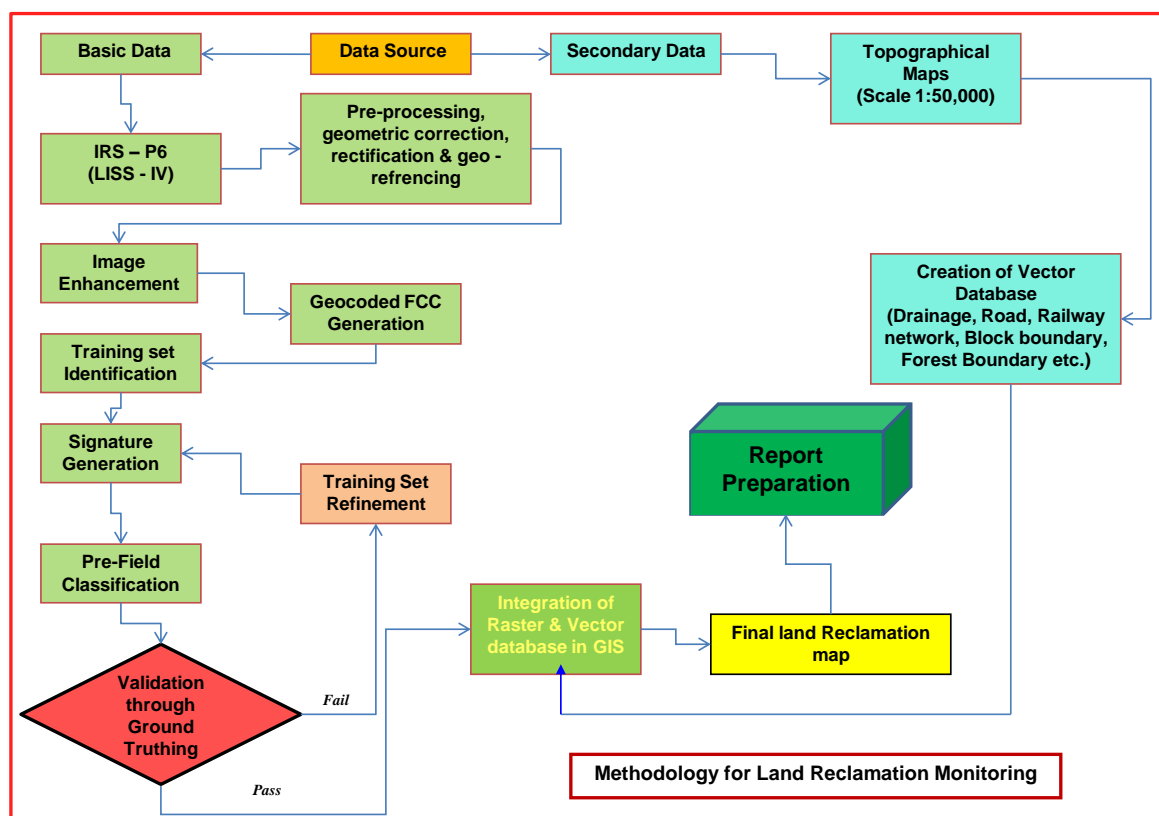 Basic Data
Data Source
Secondary Data
Topographical
Maps
(Scale 1:50,000)
Pre-processing,
geometric correction,
rectification & geo -
refrencing
IRS – P6
(LISS - IV)
Image
Enhancement
Geocoded FCC
Generation
Creation of Vector
Database
(Drainage, Road, Railway
network, Block boundary,
Forest Boundary etc.)
Training set
Identification
Signature
Generation
Training Set
Refinement
Report
Preparation
Pre-Field
Classification
Integration of
Raster & Vector
database in GIS
Final land Reclamation
map
Validation
through
Ground
Truthing
Fail
Pass
Methodology for Land Reclamation Monitoring